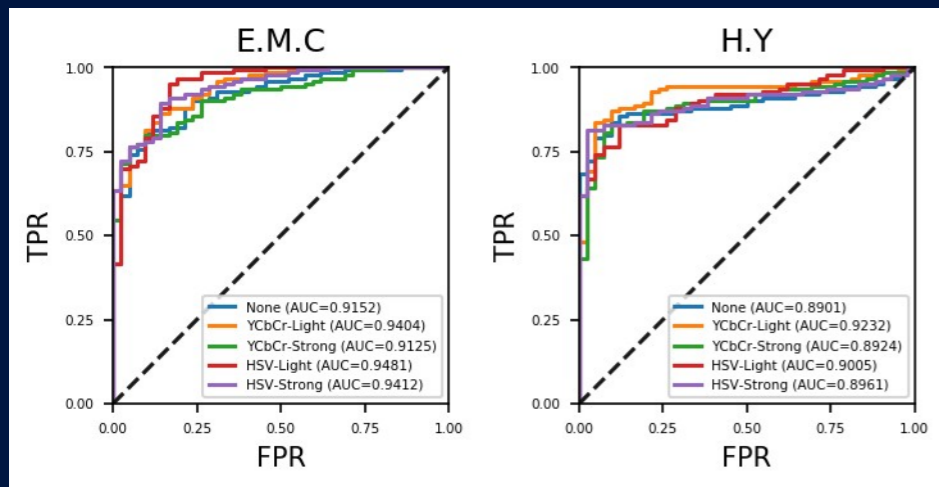 E.M.C
1.00
0.75
0.50
0.25
0.00
TPR
None (AUC=0.9152)
YCbCr-Light (AUC=0.9404)
YCbCr-Strong (AUC=0.9125)
HSV-Light (AUC=0.9481)
HSV-Strong (AUC=0.9412)
0.00 0.25 0.50 0.75 1.00
FPR
H.Y
1.00
0.75
0.50
0.25
0.00
TPR
None (AUC=0.8901)
YCbCr-Light (AUC=0.9232)
YCbCr-Strong (AUC=0.8924)
HSV-Light (AUC=0.9005)
HSV-Strong (AUC=0.8961)
0.00 0.25 0.50 0.75 1.00
FPR